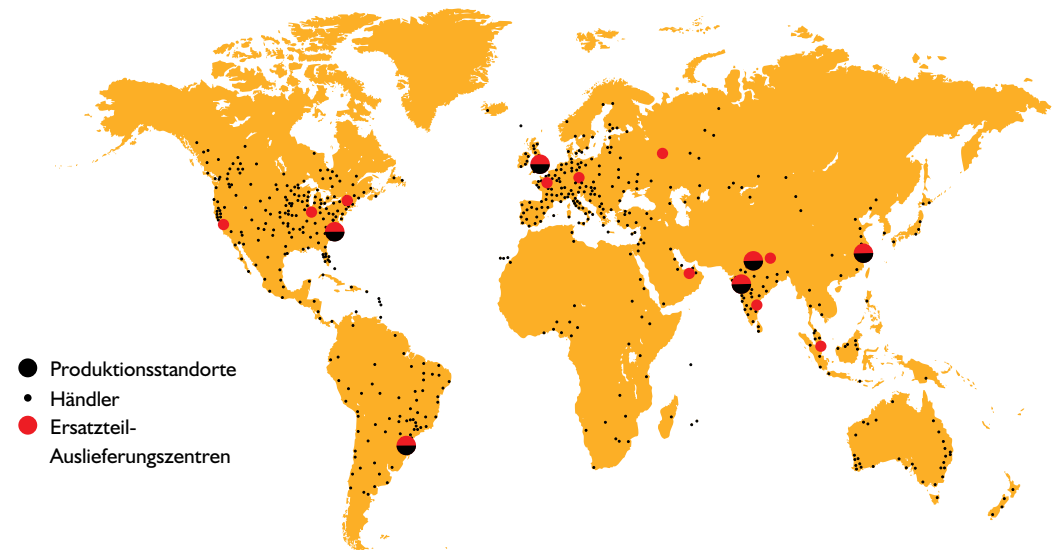 Produktionsstandorte
Händler
Ersatzteil-
Auslieferungszentren